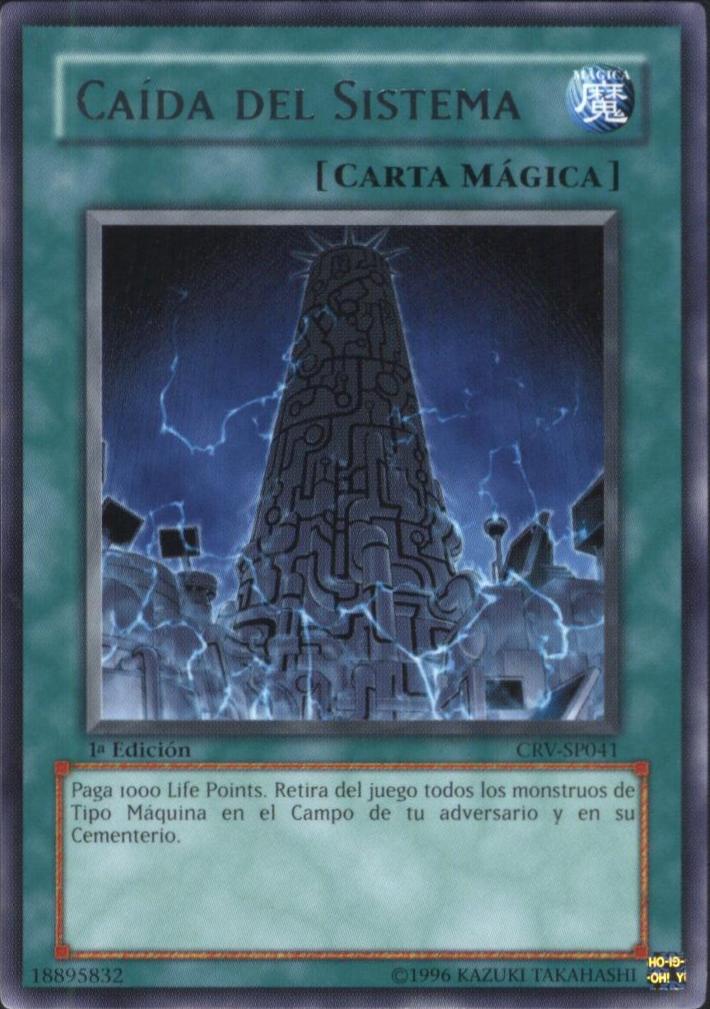 CAÍDA DEL SISTEMA
MÁGICA
魔
[CARTA MÁGICA]
1ª Edición
CRV-SP041
Paga 1000 Life Points. Retira del juego todos los monstruos de
Tipo Máquina en el Campo de tu adversario y en su
Cementerio.
18895832
©1996 KAZUKI TAKAHASHI